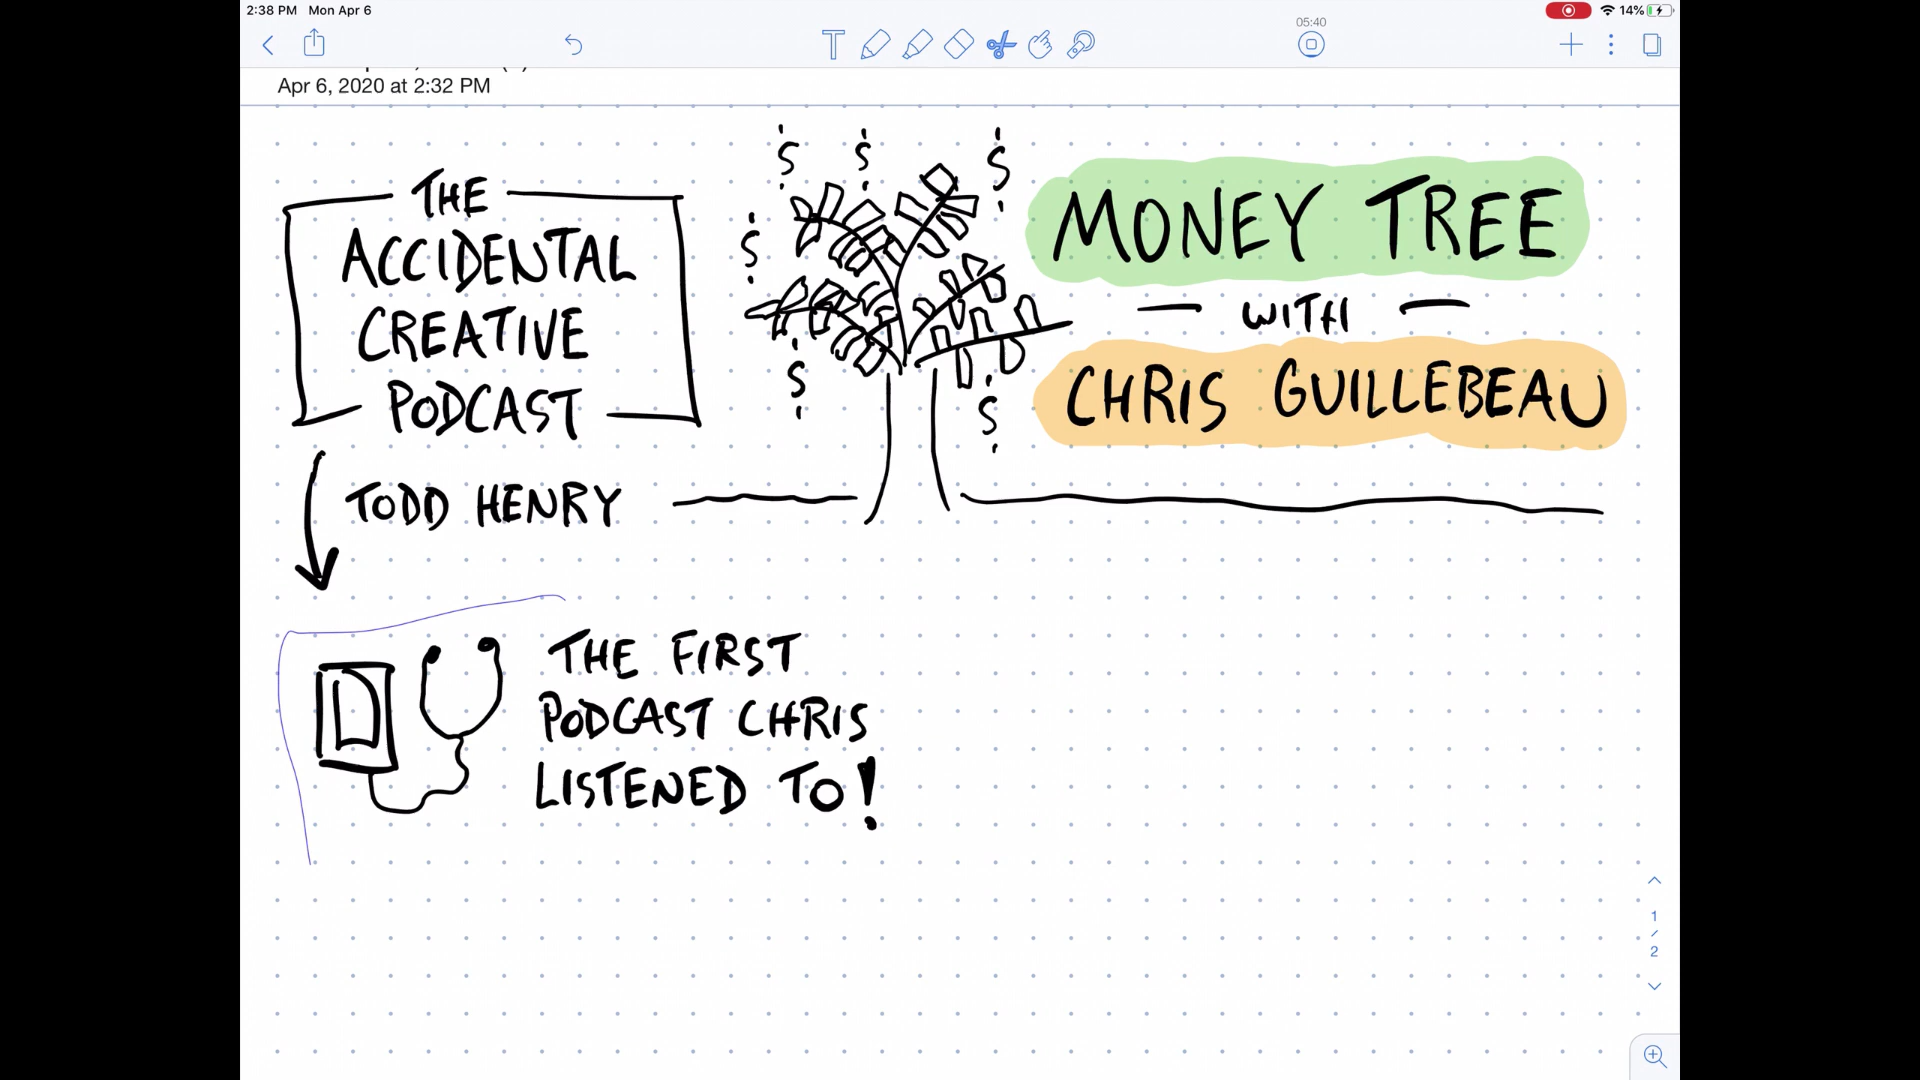 2:38 PM Mon Apr 6
14%
05:40
Apr 6, 2020 at 2:32 PM
THE
ACCIDENTAL
CREATIVE
PODCAST
TODD HENRY
$ $ $
$
$
$
MONEY TREE
— WITH —
CHRIS GUILLEBEAU
THE FIRST
PODCAST CHRIS
LISTENED TO!
1
/
2